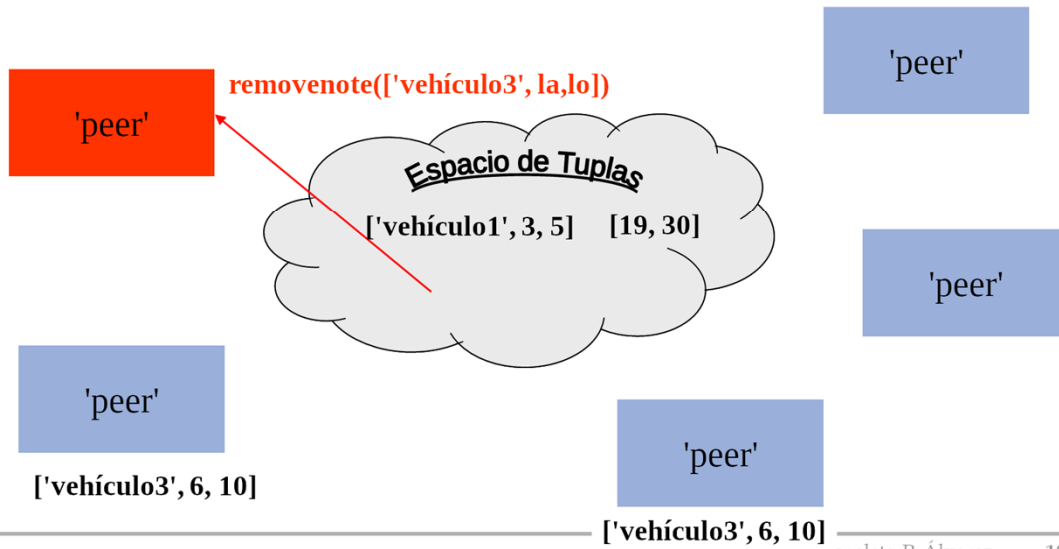 'peer'
removenote(['vehículo3', la,lo])
'peer'
Espacio de Tuplas
['vehículo1', 3, 5] [19, 30]
'peer'
'peer'
['vehículo3', 6, 10]
'peer'
['vehículo3', 6, 10]